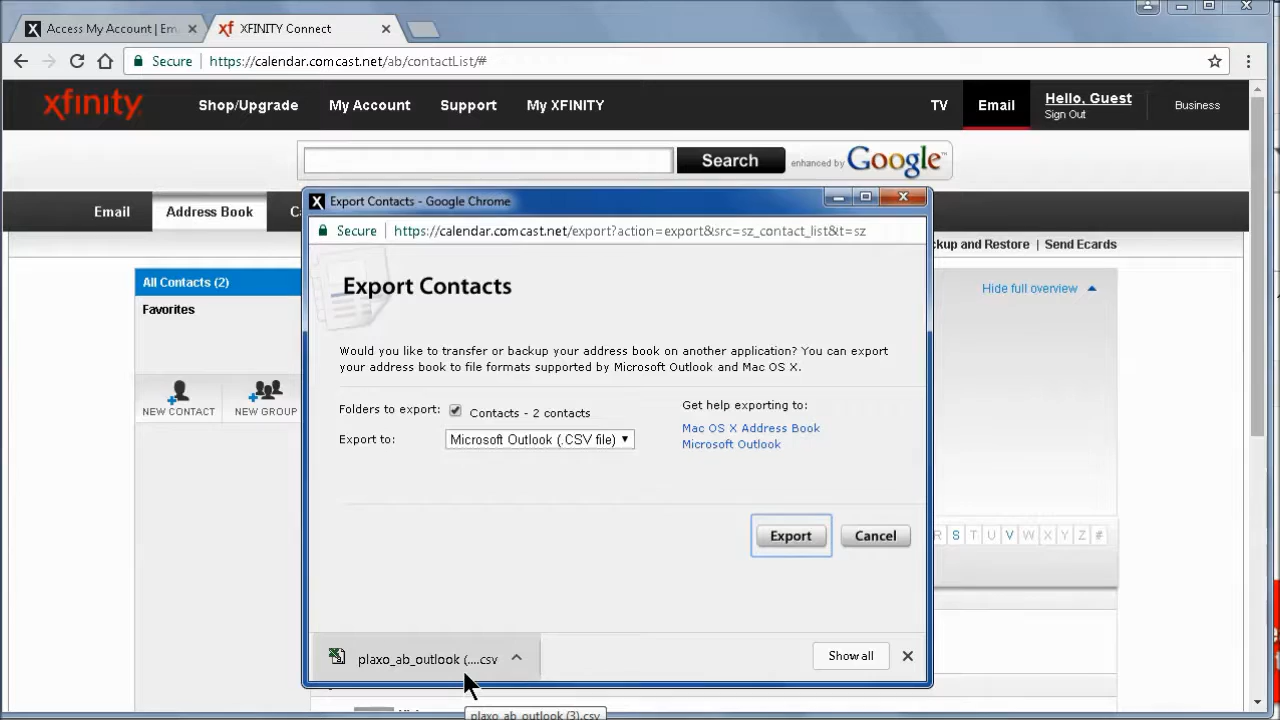 Access My Account | Em
XFINITY Connect
Secure
https://calendar.comcast.net/ab/contactList/#
xfinity
Shop/Upgrade
My Account
Support
My XFINITY
TV
Email
Hello, Guest
Sign Out
Business
Search
enhanced by Google™
Email
Address Book
C
Export Contacts - Google Chrome
Secure
https://calendar.comcast.net/export?action=export&src=sz_contact_list&t=sz
kup and Restore | Send Ecards
All Contacts (2)
Favorites
NEW CONTACT
NEW GROUP
Hide full overview
Export Contacts
Would you like to transfer or backup your address book on another application? You can export
your address book to file formats supported by Microsoft Outlook and Mac OS X.
Folders to export:
Contacts - 2 contacts
Export to:
Microsoft Outlook (.CSV file)
Get help exporting to:
Mac OS X Address Book
Microsoft Outlook
Export
Cancel
R S T U V W X Y Z #
plaxo_ab_outlook (....csv
Show all
plaxo_ab_outlook (3).csv